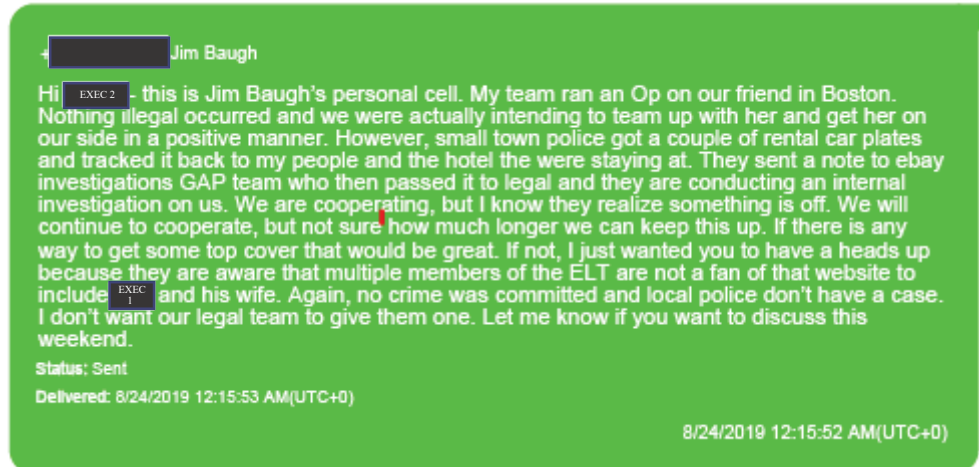 + Jim Baugh
Hi EXEC 2 - this is Jim Baugh's personal cell. My team ran an Op on our friend in Boston.
Nothing illegal occurred and we were actually intending to team up with her and get her on
our side in a positive manner. However, small town police got a couple of rental car plates
and tracked it back to my people and the hotel the were staying at. They sent a note to ebay
investigations GAP team who then passed it to legal and they are conducting an internal
investigation on us. We are cooperating, but I know they realize something is off. We will
continue to cooperate, but not sure how much longer we can keep this up. If there is any
way to get some top cover that would be great. If not, I just wanted you to have a heads up
because they are aware that multiple members of the ELT are not a fan of that website to
include EXEC 1 and his wife. Again, no crime was committed and local police don't have a case.
I don't want our legal team to give them one. Let me know if you want to discuss this
weekend.
Status: Sent
Delivered: 8/24/2019 12:15:53 AM(UTC+0)
8/24/2019 12:15:52 AM(UTC+0)